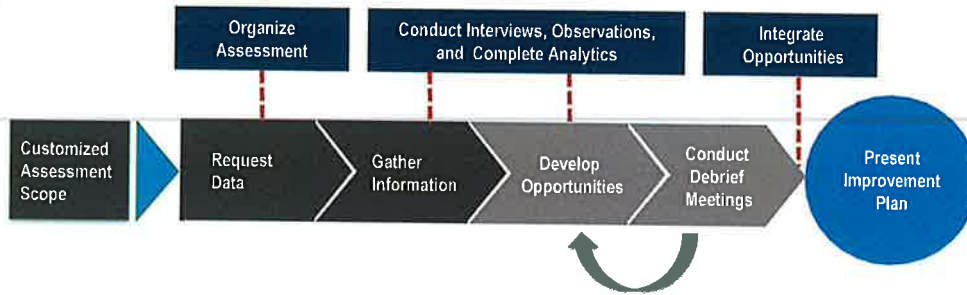 Organize
Assessment
Conduct Interviews, Observations,
and Complete Analytics
Integrate
Opportunities
Customized
Assessment
Scope
Request
Data
Gather
Information
Develop
Opportunities
Conduct
Debrief
Meetings
Present
Improvement
Plan